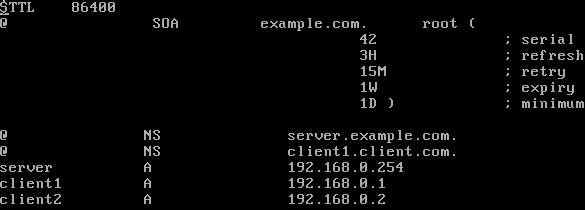 $TTL 86400
@ SOA example.com. root (
42 ; serial
3H ; refresh
15M ; retry
1W ; expiry
1D ) ; minimum
@ NS server.example.com.
@ NS client1.client.com.
server A 192.168.0.254
client1 A 192.168.0.1
client2 A 192.168.0.2